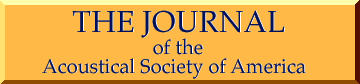 THE JOURNAL
of the
Acoustical Society of America